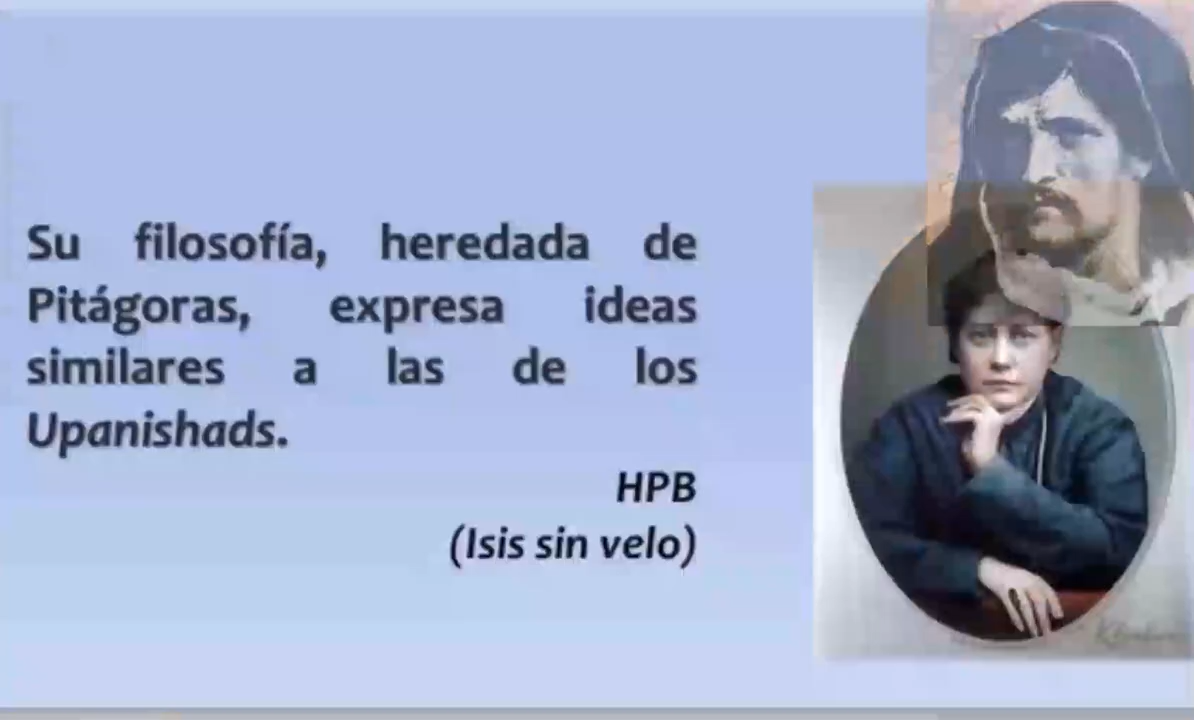 Su filosofía, heredada de
Pitágoras, expresa ideas
similares a las de los
Upanishads.
HPB
(Isis sin velo)